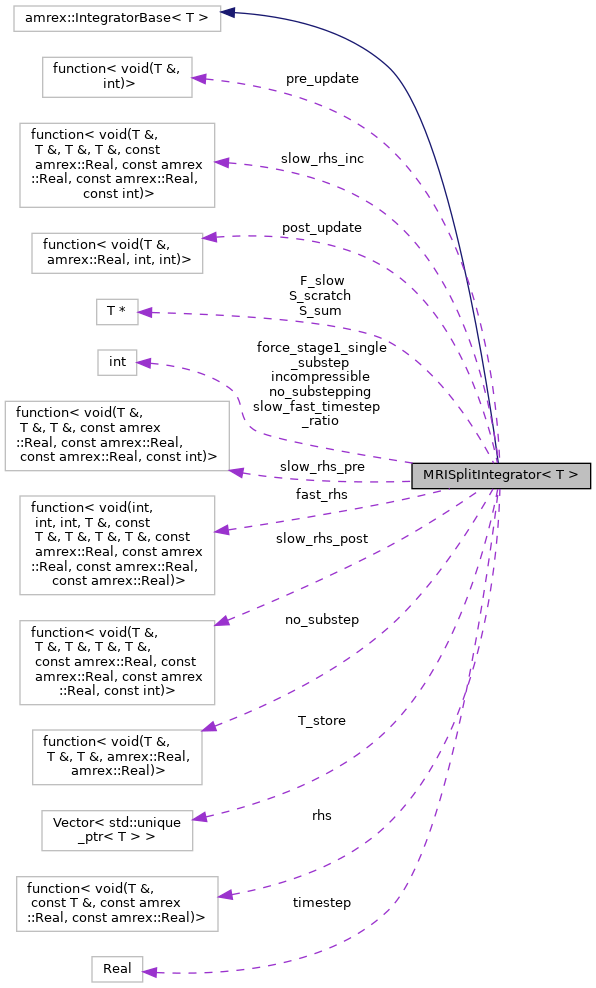 amrex::IntegratorBase< T >
function< void(T &,
int)>
pre_update
function< void(T &,
T &, T &, T &, const
amrex::Real, const amrex
::Real, const amrex::Real,
const int)>
slow_rhs_inc
function< void(T &,
amrex::Real, int, int)>
post_update
T *
F_slow
S_scratch
S_sum
int
force_stage1_single
_substep
incompressible
no_substepping
slow_fast_timestep
_ratio
function< void(T &,
T &, T &, const amrex
::Real, const amrex::Real,
const amrex::Real, const int)>
slow_rhs_pre
MRISplitIntegrator< T >
function< void(int,
int, int, T &, const
T &, T &, T &, T &, const
amrex::Real, const amrex
::Real, const amrex::Real,
const amrex::Real)>
fast_rhs
function< void(T &,
T &, T &, T &, T &,
const amrex::Real, const
amrex::Real, const amrex
::Real, const int)>
slow_rhs_post
function< void(T &,
T &, T &, amrex::Real,
amrex::Real)>
no_substep
Vector< std::unique
_ptr< T > >
T_store
function< void(T &,
const T &, const amrex
::Real, const amrex::Real)>
rhs
Real
timestep